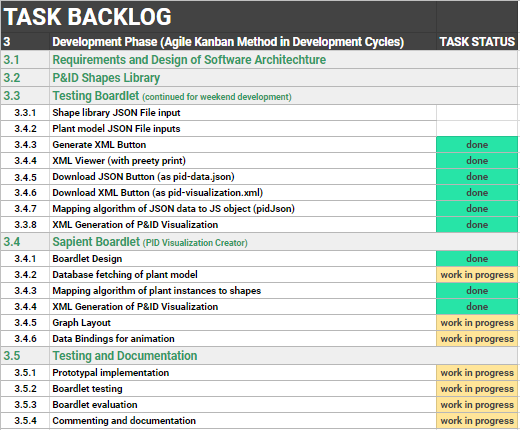 TASK BACKLOG
3 Development Phase (Agile Kanban Method in Development Cycles) TASK STATUS
3.1 Requirements and Design of Software Architechture
3.2 P&ID Shapes Library
3.3 Testing Boardlet (continued for weekend development)
3.3.1 Shape library JSON File input
3.4.2 Plant model JSON File inputs
3.4.3 Generate XML Button done
3.4.4 XML Viewer (with preety print) done
3.4.5 Download JSON Button (as pid-data.json) done
3.4.6 Download XML Button (as pid-visualization.xml) done
3.4.7 Mapping algorithm of JSON data to JS object (pidJson) done
3.3.8 XML Generation of P&ID Visualization done
3.4 Sapient Boardlet (PID Visualization Creator)
3.4.1 Boardlet Design done
3.4.2 Database fetching of plant model work in progress
3.4.3 Mapping algorithm of plant instances to shapes done
3.4.4 XML Generation of P&ID Visualization done
3.4.5 Graph Layout work in progress
3.4.6 Data Bindings for animation work in progress
3.5 Testing and Documentation
3.5.1 Prototypal implementation work in progress
3.5.2 Boardlet testing work in progress
3.5.3 Boardlet evaluation work in progress
3.5.4 Commenting and documentation work in progress